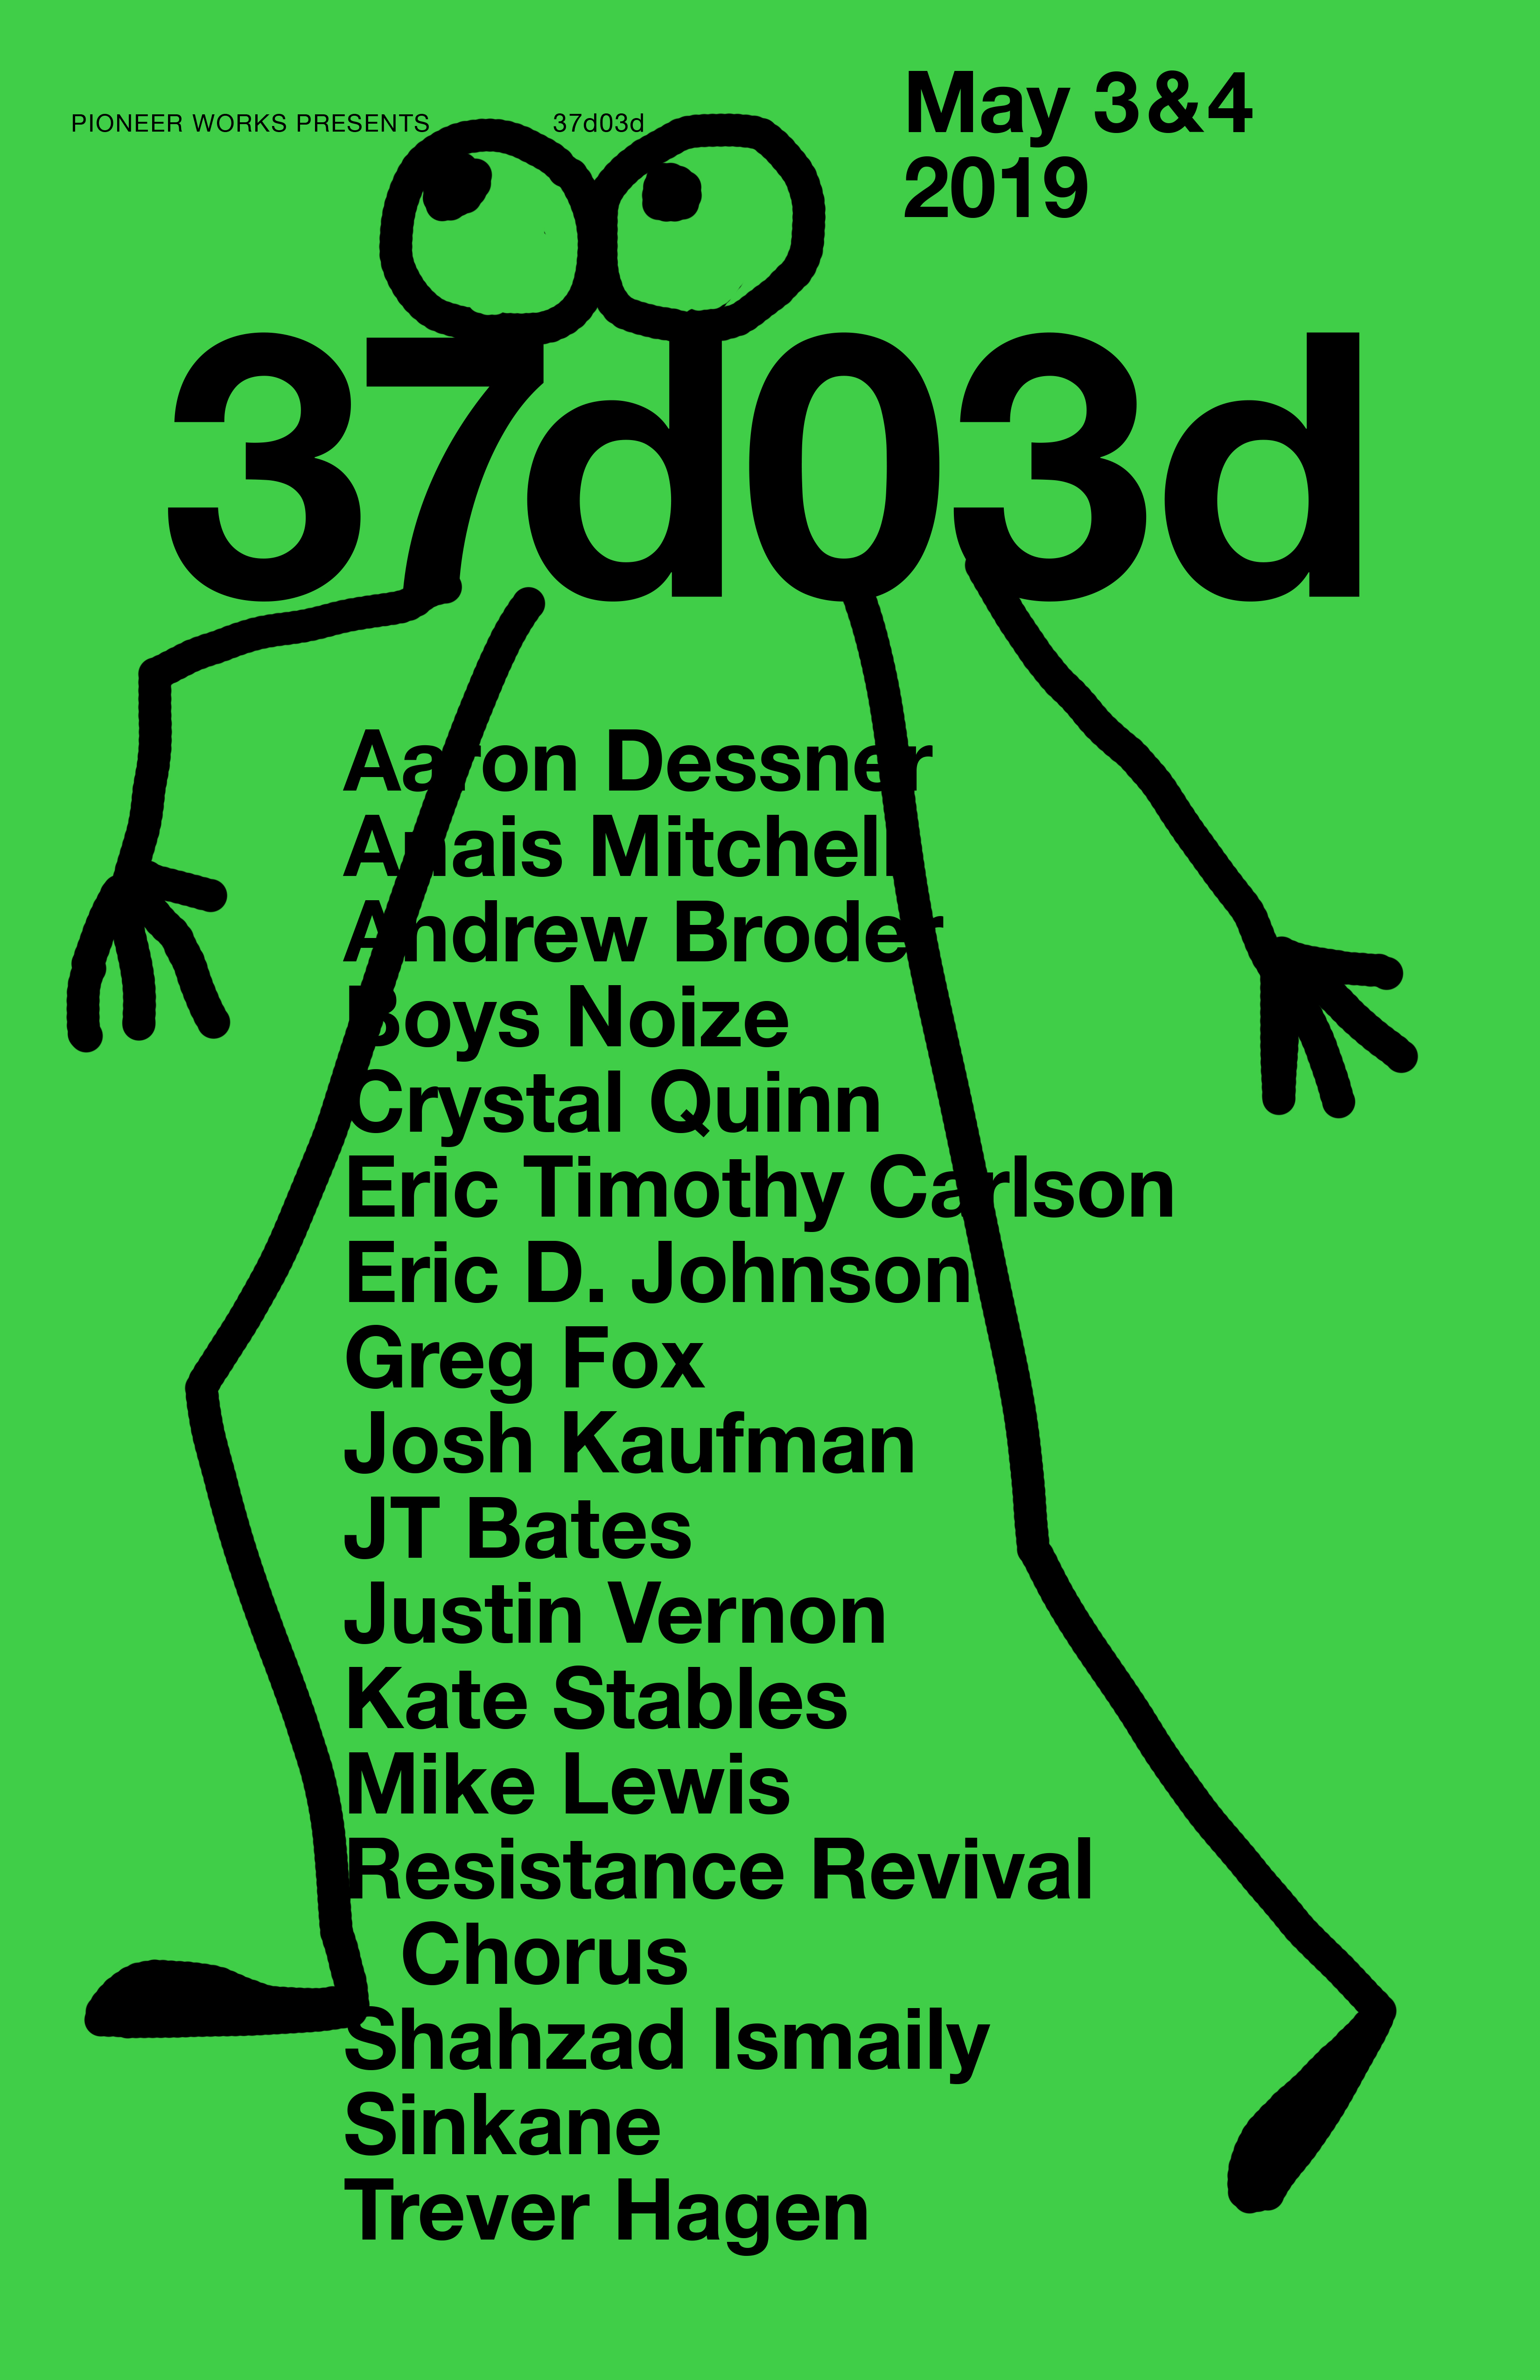 PIONEER WORKS PRESENTS
37d03d
May 3&4
2019
37d03d
Aaron Dessner
Anais Mitchell
Andrew Broder
Boys Noize
Crystal Quinn
Eric Timothy Carlson
Eric D. Johnson
Greg Fox
Josh Kaufman
JT Bates
Justin Vernon
Kate Stables
Mike Lewis
Resistance Revival
Chorus
Shahzad Ismaily
Sinkane
Trever Hagen